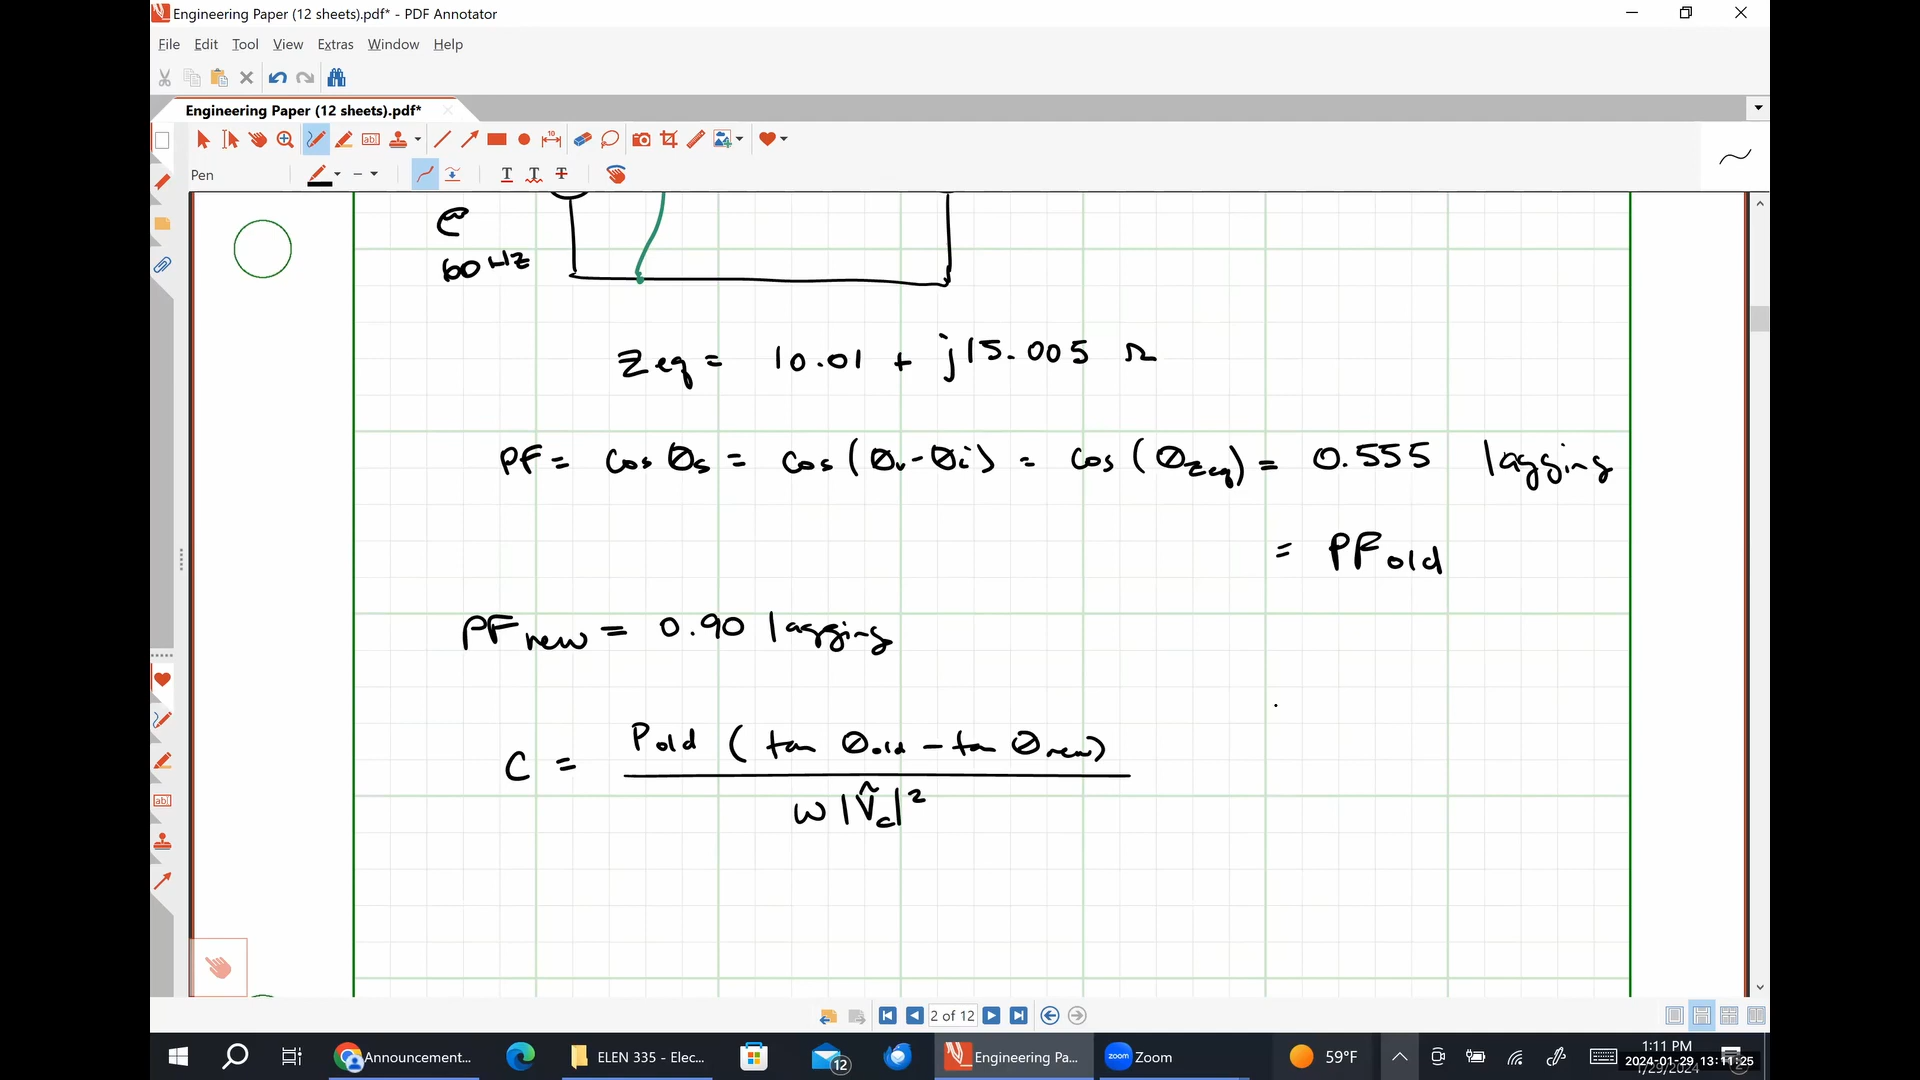 Engineering Paper (12 sheets).pdf* - PDF Annotator
File Edit Tool View Extras Window Help
Engineering Paper (12 sheets).pdf*
Pen
@
60 Hz
Zeq = 10.01 + j15.005 Ω
PF = cos θs = cos (θv - θi) = cos (θZeq) = 0.555 lagging
= PFold
PFnew = 0.90 lagging
C = Pold ( tan θold - tan θnew)
ω |Ṽc|²
2 of 12
Announcement...
12
ELEN 335 - Elec...
Engineering Pa...
zoom
Zoom
59°F
1:11 PM
2024-01-29, 13:11:25